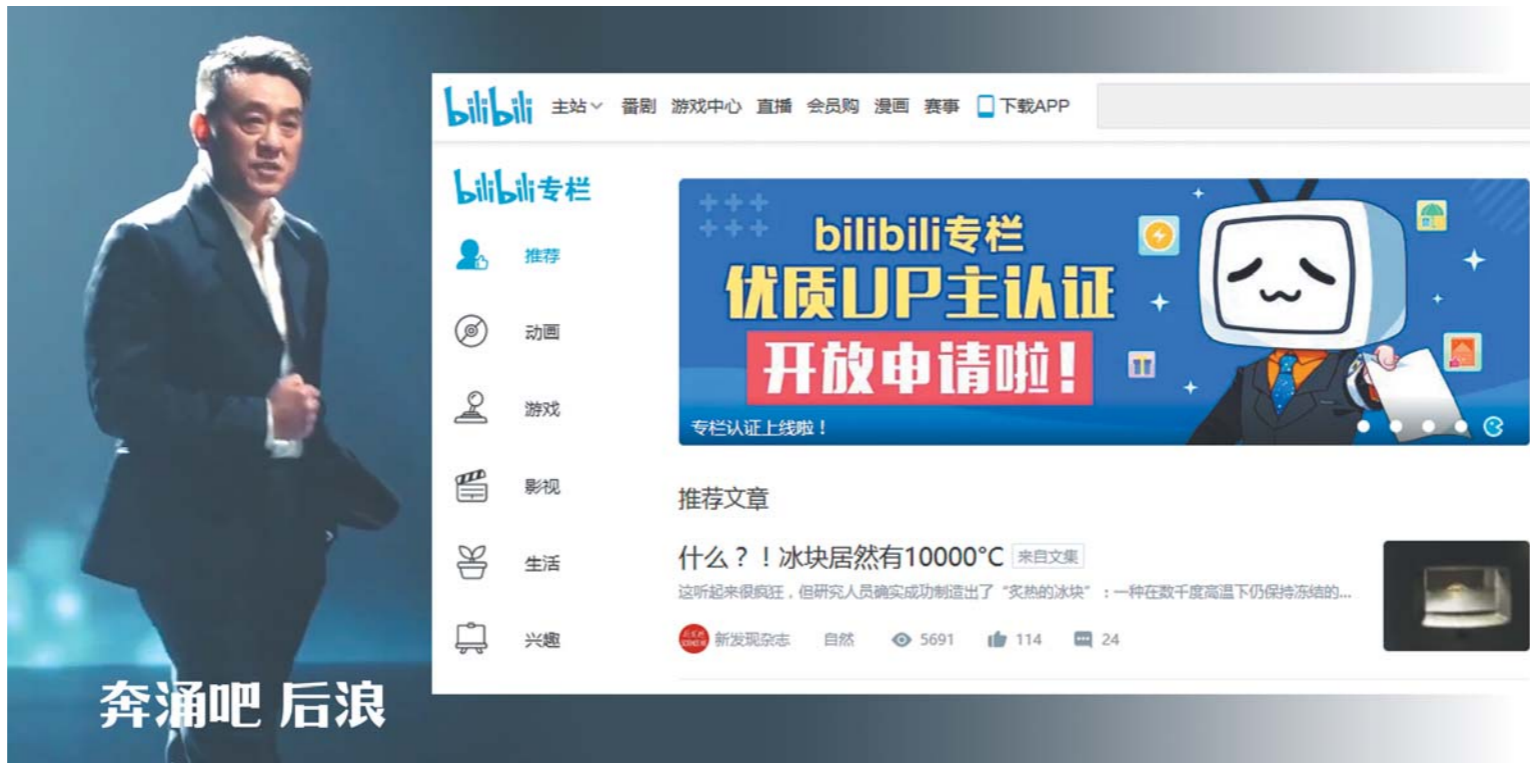 bilibili 主站 番剧 游戏中心 直播 会员购 漫画 赛事 下载APP
bilibili专栏
推荐
动画
游戏
影视
生活
兴趣
bilibili专栏
优质UP主认证
开放申请啦!
专栏认证上线啦!
推荐文章
什么?!冰块居然有10000°C 来自文集
这听起来很疯狂,但研究人员确实成功制造出了“炙热的冰块”:一种在数千度高温下仍保持冻结的...
新发现杂志 自然 5691 114 24
奔涌吧 后浪